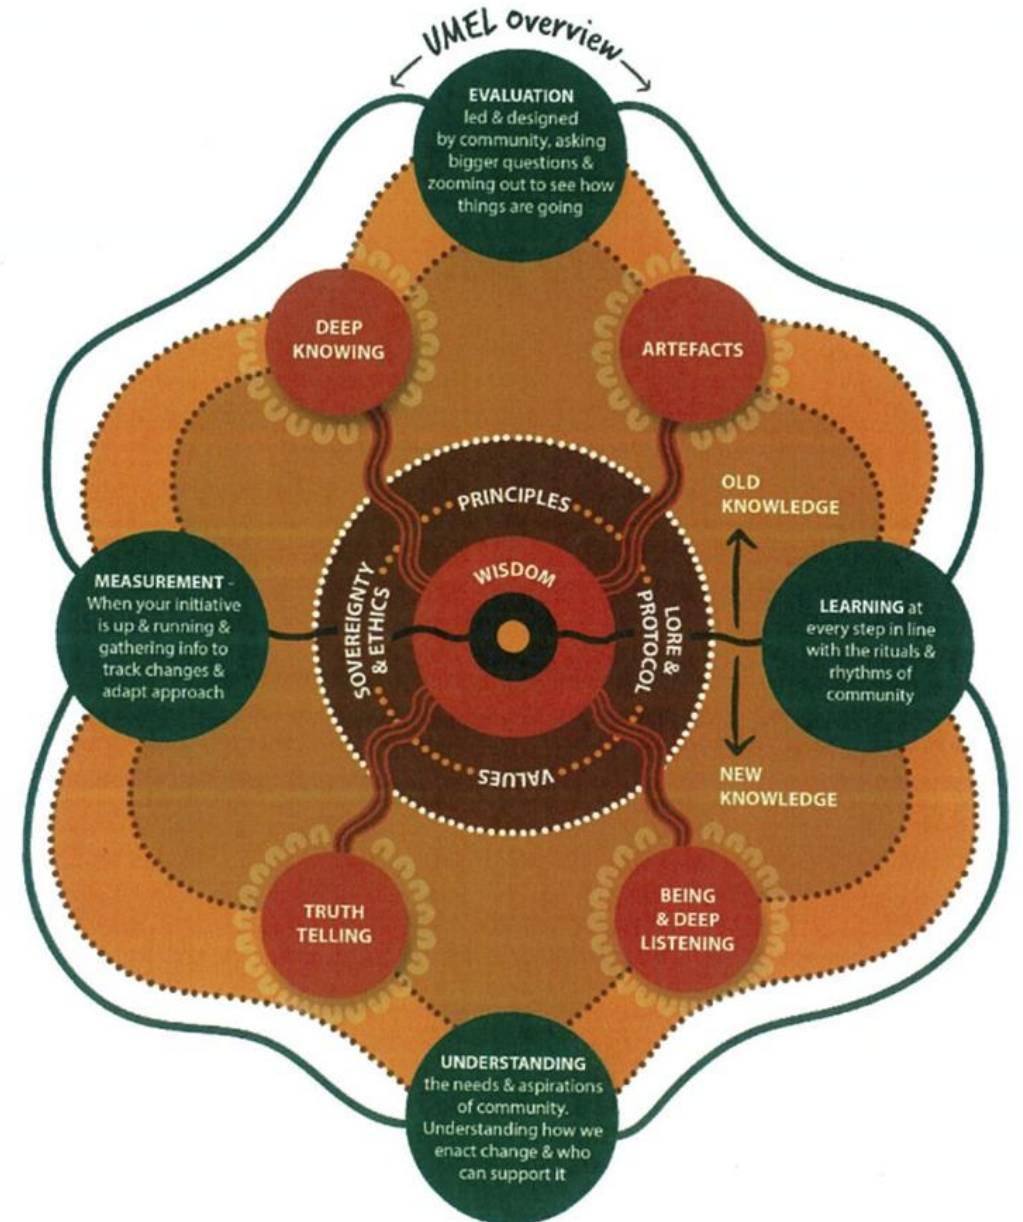 UMEL overview
EVALUATION
led & designed
by community, asking
bigger questions &
zooming out to see how
things are going
DEEP
KNOWING
ARTEFACTS
OLD
KNOWLEDGE
PRINCIPLES
WISDOM
SOVEREIGNTY
& ETHICS
LORE &
PROTOCOL
VALUES
MEASUREMENT -
When your initiative
is up & running &
gathering info to
track changes &
adapt approach
LEARNING at
every step in line
with the rituals &
rhythms of
community
NEW
KNOWLEDGE
TRUTH
TELLING
BEING
& DEEP
LISTENING
UNDERSTANDING
the needs & aspirations
of community.
Understanding how we
enact change & who
can support it